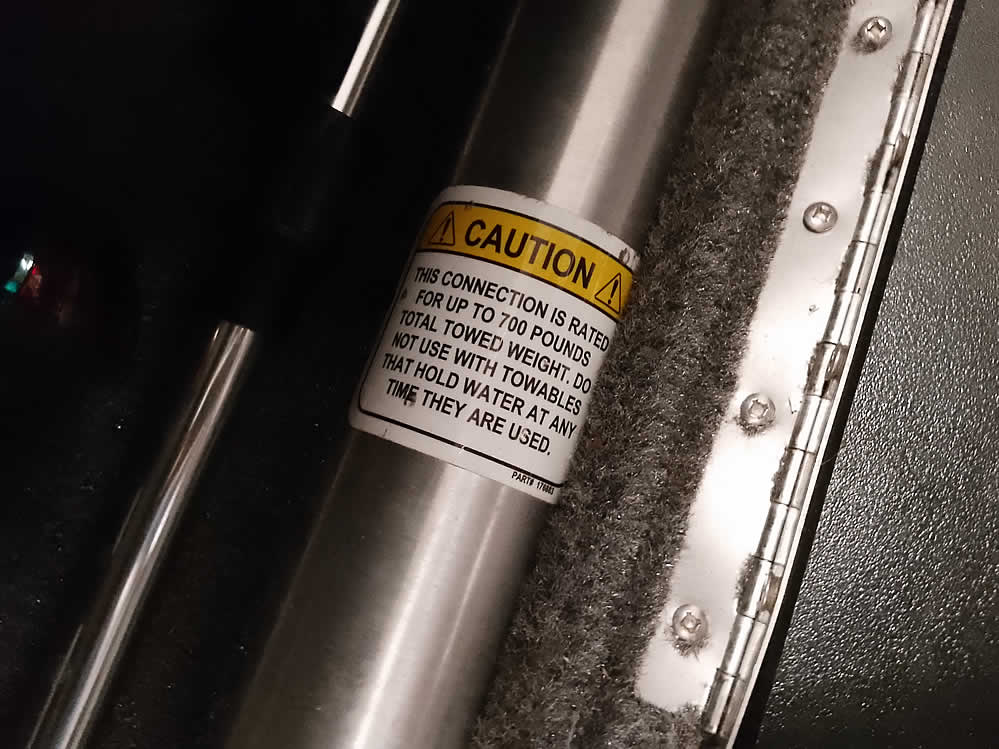 CAUTION
THIS CONNECTION IS RATED
FOR UP TO 700 POUNDS
TOTAL TOWED WEIGHT. DO
NOT USE WITH TOWABLES
THAT HOLD WATER AT ANY
TIME THEY ARE USED.
PART#